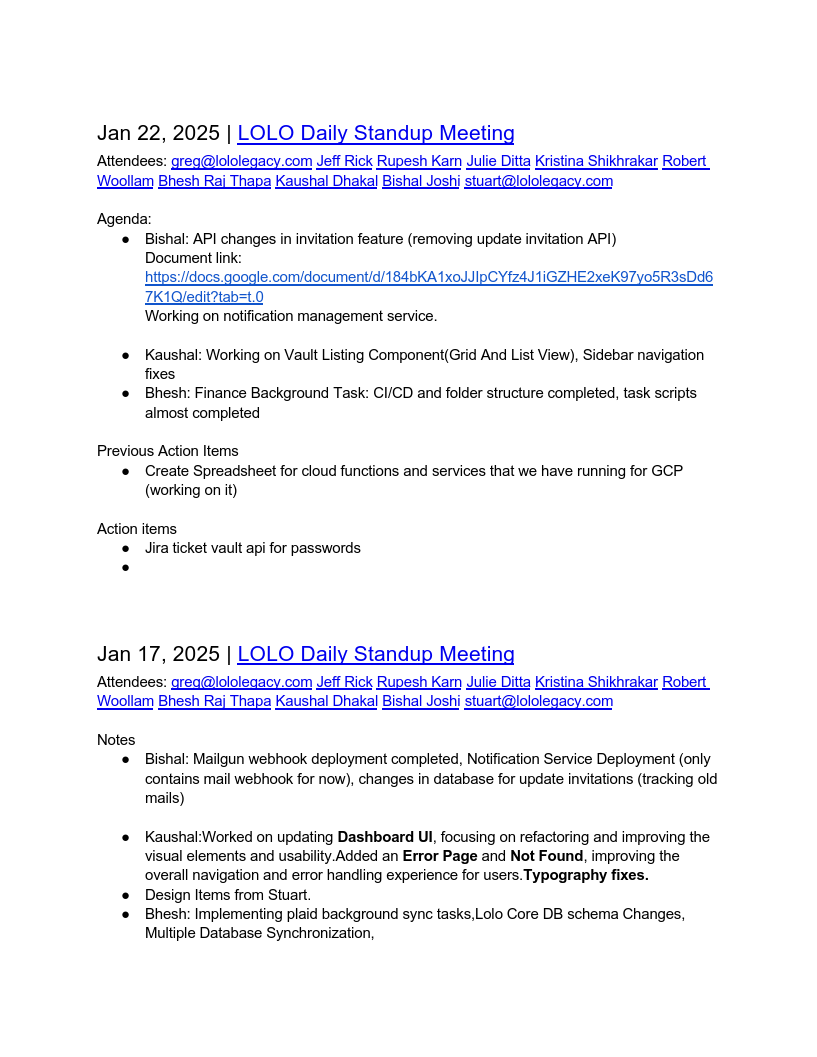 Jan 22, 2025 | LOLO Daily Standup Meeting
Attendees: greg@lololegacy.com Jeff Rick Rupesh Karn Julie Ditta Kristina Shikhrakar Robert
Woollam Bhesh Raj Thapa Kaushal Dhakal Bishal Joshi stuart@lololegacy.com
Agenda:
● Bishal: API changes in invitation feature (removing update invitation API)
Document link:
https://docs.google.com/document/d/184bKA1xoJJIpCYfz4J1iGZHE2xeK97yo5R3sDd6
7K1Q/edit?tab=t.0
Working on notification management service.
● Kaushal: Working on Vault Listing Component(Grid And List View), Sidebar navigation
fixes
● Bhesh: Finance Background Task: CI/CD and folder structure completed, task scripts
almost completed
Previous Action Items
● Create Spreadsheet for cloud functions and services that we have running for GCP
(working on it)
Action items
● Jira ticket vault api for passwords
●
Jan 17, 2025 | LOLO Daily Standup Meeting
Attendees: greg@lololegacy.com Jeff Rick Rupesh Karn Julie Ditta Kristina Shikhrakar Robert
Woollam Bhesh Raj Thapa Kaushal Dhakal Bishal Joshi stuart@lololegacy.com
Notes
● Bishal: Mailgun webhook deployment completed, Notification Service Deployment (only
contains mail webhook for now), changes in database for update invitations (tracking old
mails)
● Kaushal:Worked on updating Dashboard UI, focusing on refactoring and improving the
visual elements and usability.Added an Error Page and Not Found, improving the
overall navigation and error handling experience for users.Typography fixes.
● Design Items from Stuart.
● Bhesh: Implementing plaid background sync tasks,Lolo Core DB schema Changes,
Multiple Database Synchronization,